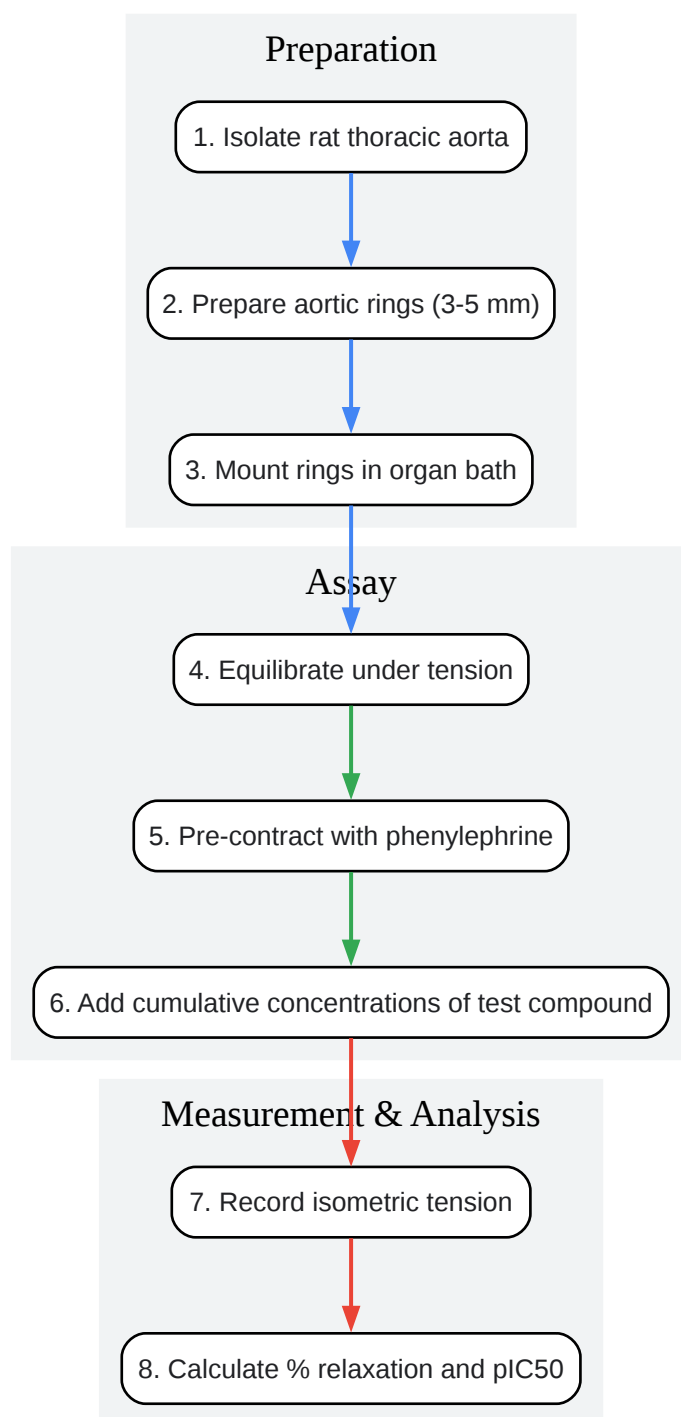 Preparation
1. Isolate rat thoracic aorta
2. Prepare aortic rings (3-5 mm)
3. Mount rings in organ bath
Assay
4. Equilibrate under tension
5. Pre-contract with phenylephrine
6. Add cumulative concentrations of test compound
Measurement & Analysis
7. Record isometric tension
8. Calculate % relaxation and pIC50